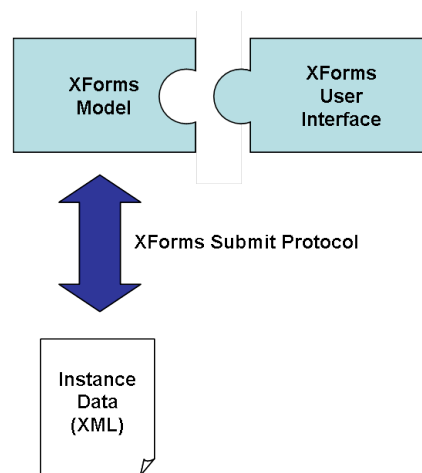 XForms
Model
XForms
User
Interface
XForms Submit Protocol
Instance
Data
(XML)